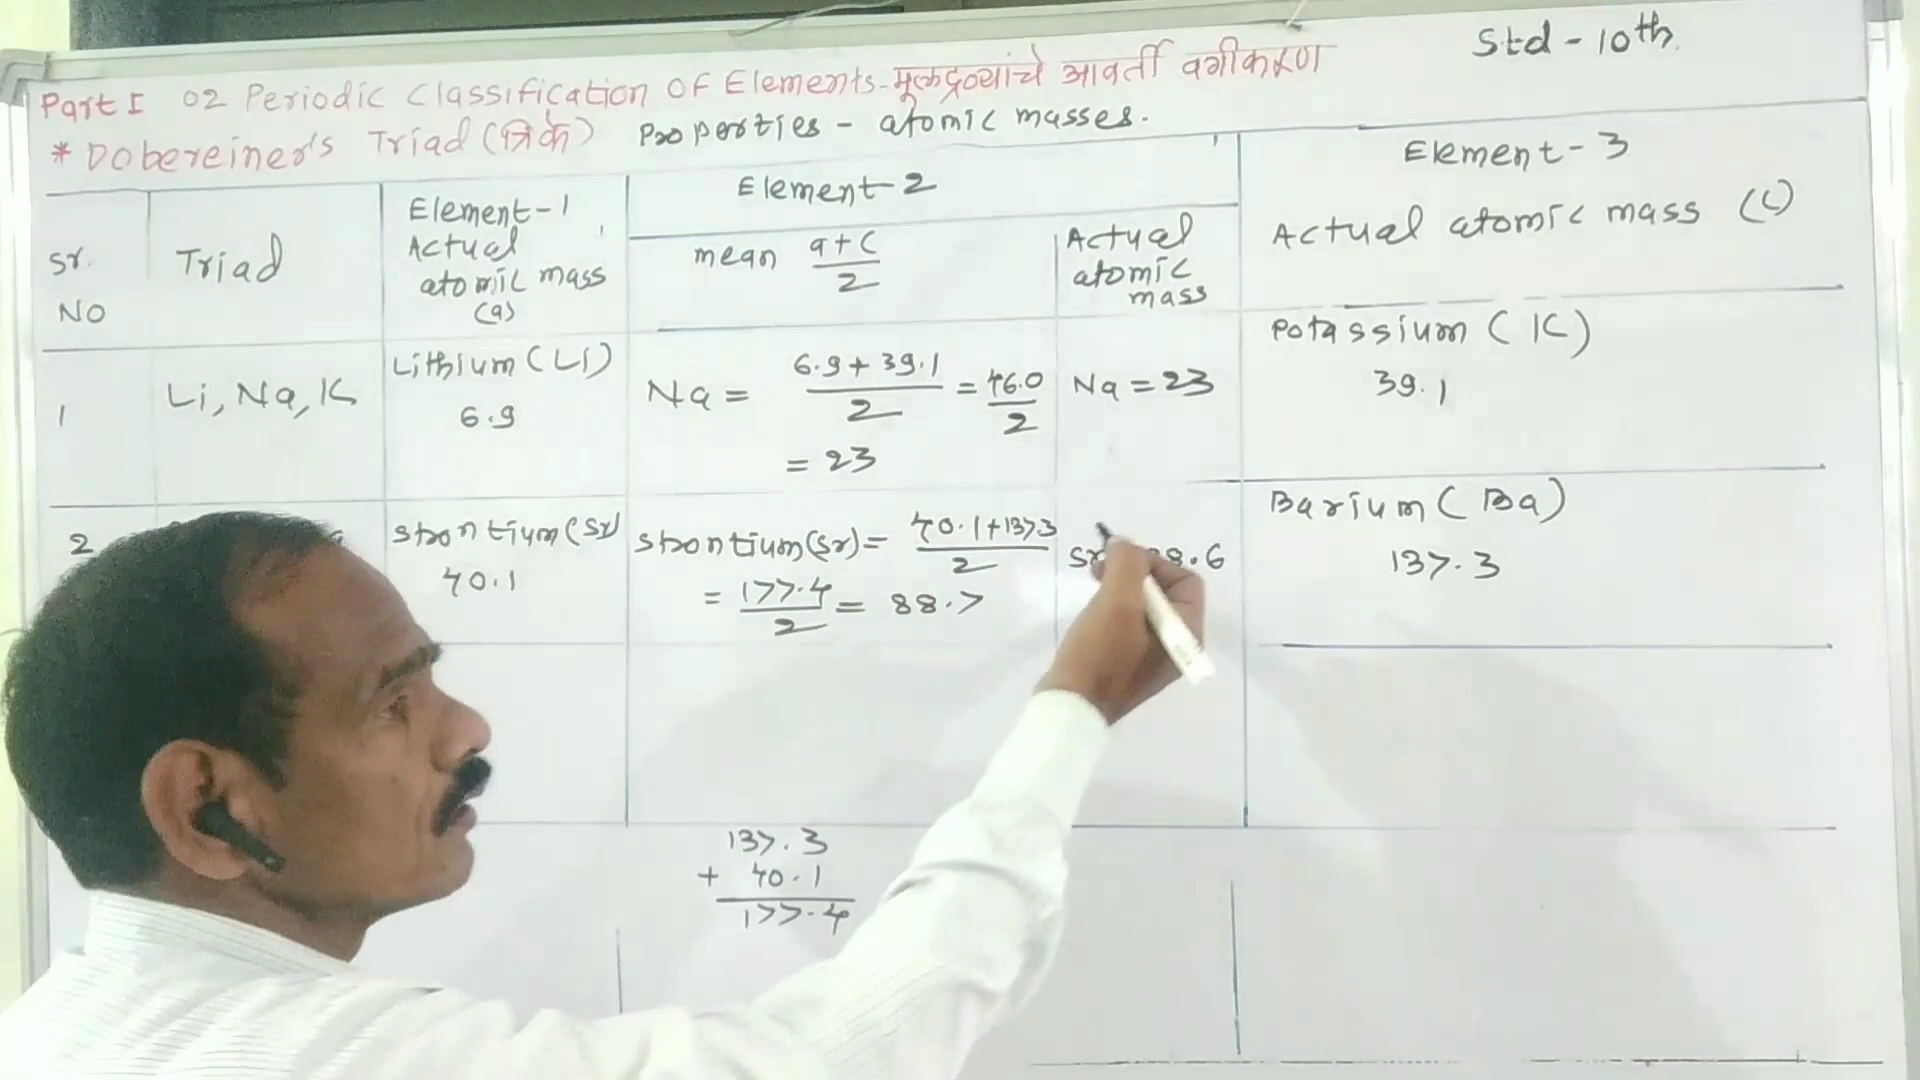 Std - 10th.
Part I 02 Periodic Classification Of Elements - मूलद्रव्यांचे आवर्ती वर्गीकरण
* Dobereiner's Triad (त्रिके) Properties - atomic masses.
Sr. No
Triad
Element-1
Actual
atomic mass
(a)
Element-2
mean a+c/2
Actual
atomic
mass
Element-3
Actual atomic mass (c)
1
Li, Na, K
Lithium (Li)
6.9
Na = 6.9 + 39.1/2 = 46.0/2
= 23
Na = 23
Potassium (K)
39.1
2
Strontium (Sr)
40.1
Strontium (Sr) = 40.1+137.3/2
= 177.4/2 = 88.7
.6
Barium (Ba)
137.3
137.3
+ 40.1
177.4